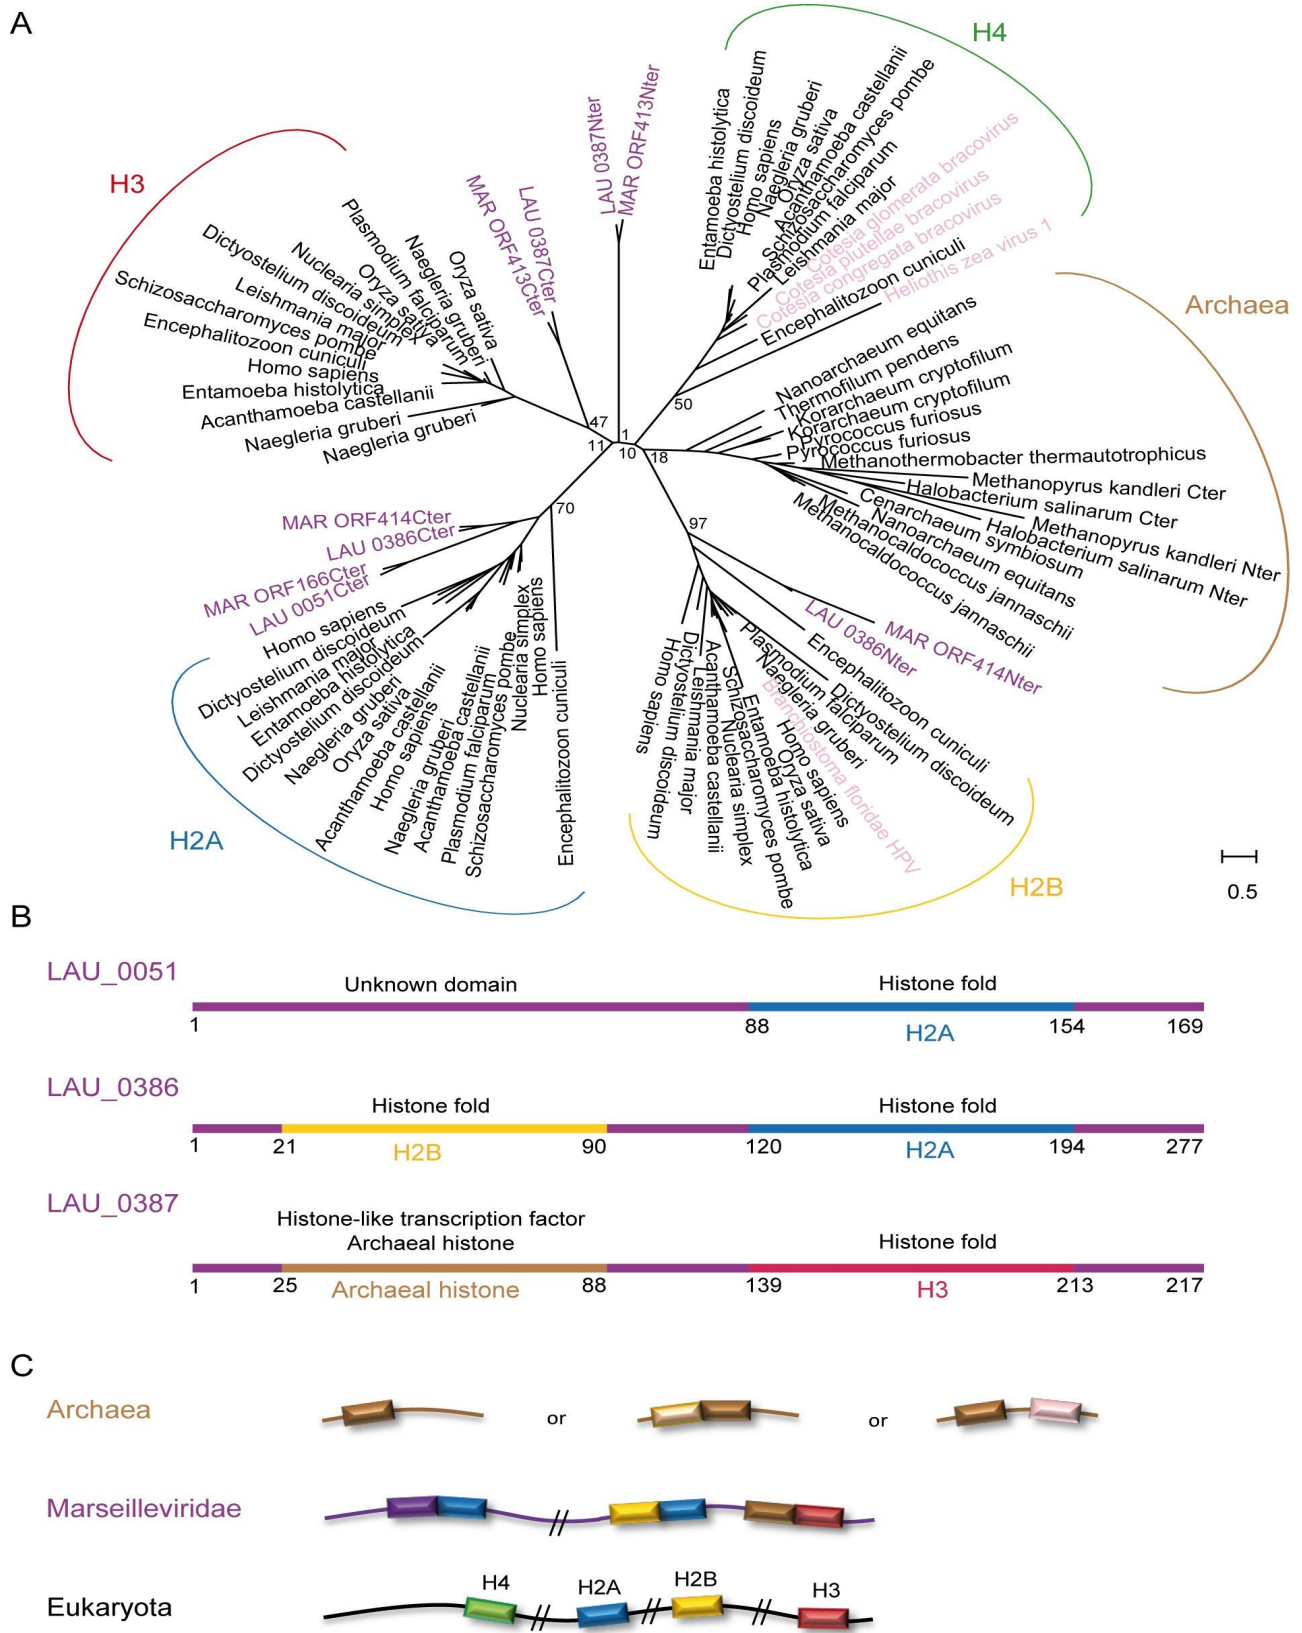 A
H4
H3
Archaea
H2A
H2B
LAU 0387Nter
MAR ORF413Nter
LAU 0387Cter
MAR ORF413Cter
Entamoeba histolytica
Dictyostelium discoideum
Homo sapiens
Naegleria gruberi
Oryza sativa
Acanthamoeba castellanii
Schizosaccharomyces pombe
Plasmodium falciparum
Leishmania major
Cotesia glomerata bracovirus
Cotesia plutellae bracovirus
Cotesia congregata bracovirus
Encephalitozoon cuniculi
Heliothis zea virus 1
Plasmodium falciparum
Naegleria gruberi
Oryza sativa
Nuclearia simplex
Oryza sativa
Dictyostelium discoideum
Leishmania major
Schizosaccharomyces pombe
Encephalitozoon cuniculi
Homo sapiens
Entamoeba histolytica
Acanthamoeba castellanii
Naegleria gruberi
Naegleria gruberi
Nanoarchaeum equitans
Thermofilum pendens
Korarchaeum cryptofilum
Korarchaeum cryptofilum
Pyrococcus furiosus
Pyrococcus furiosus
Methanothermobacter thermautotrophicus
Methanopyrus kandleri Cter
Halobacterium salinarum Cter
Methanopyrus kandleri Nter
Halobacterium salinarum Nter
Cenarchaeum symbiosum
Nanoarchaeum equitans
Methanocaldococcus jannaschii
Methanocaldococcus jannaschii
47
1
11
10
18
50
70
97
MAR ORF414Cter
LAU 0386Cter
MAR ORF166Cter
LAU 0051Cter
Homo sapiens
Dictyostelium discoideum
Leishmania major
Entamoeba histolytica
Dictyostelium discoideum
Naegleria gruberi
Oryza sativa
Acanthamoeba castellanii
Homo sapiens
Naegleria gruberi
Acanthamoeba castellanii
Plasmodium falciparum
Schizosaccharomyces pombe
Nuclearia simplex
Homo sapiens
Encephalitozoon cuniculi
MAR ORF414Nter
LAU 0386Nter
Encephalitozoon cuniculi
Dictyostelium discoideum
Plasmodium falciparum
Naegleria gruberi
Branchiostoma floridae HPV
Homo sapiens
Oryza sativa
Entamoeba histolytica
Schizosaccharomyces pombe
Nuclearia simplex
Acanthamoeba castellanii
Leishmania major
Dictyostelium discoideum
Homo sapiens
0.5
B
LAU_0051
Unknown domain Histone fold
1 88 154 169
H2A
LAU_0386
Histone fold Histone fold
1 21 90 120 194 277
H2B H2A
LAU_0387
Histone-like transcription factor
Archaeal histone Histone fold
1 25 88 139 213 217
Archaeal histone H3
C
Archaea or or
Marseilleviridae
H4 H2A H2B H3
Eukaryota